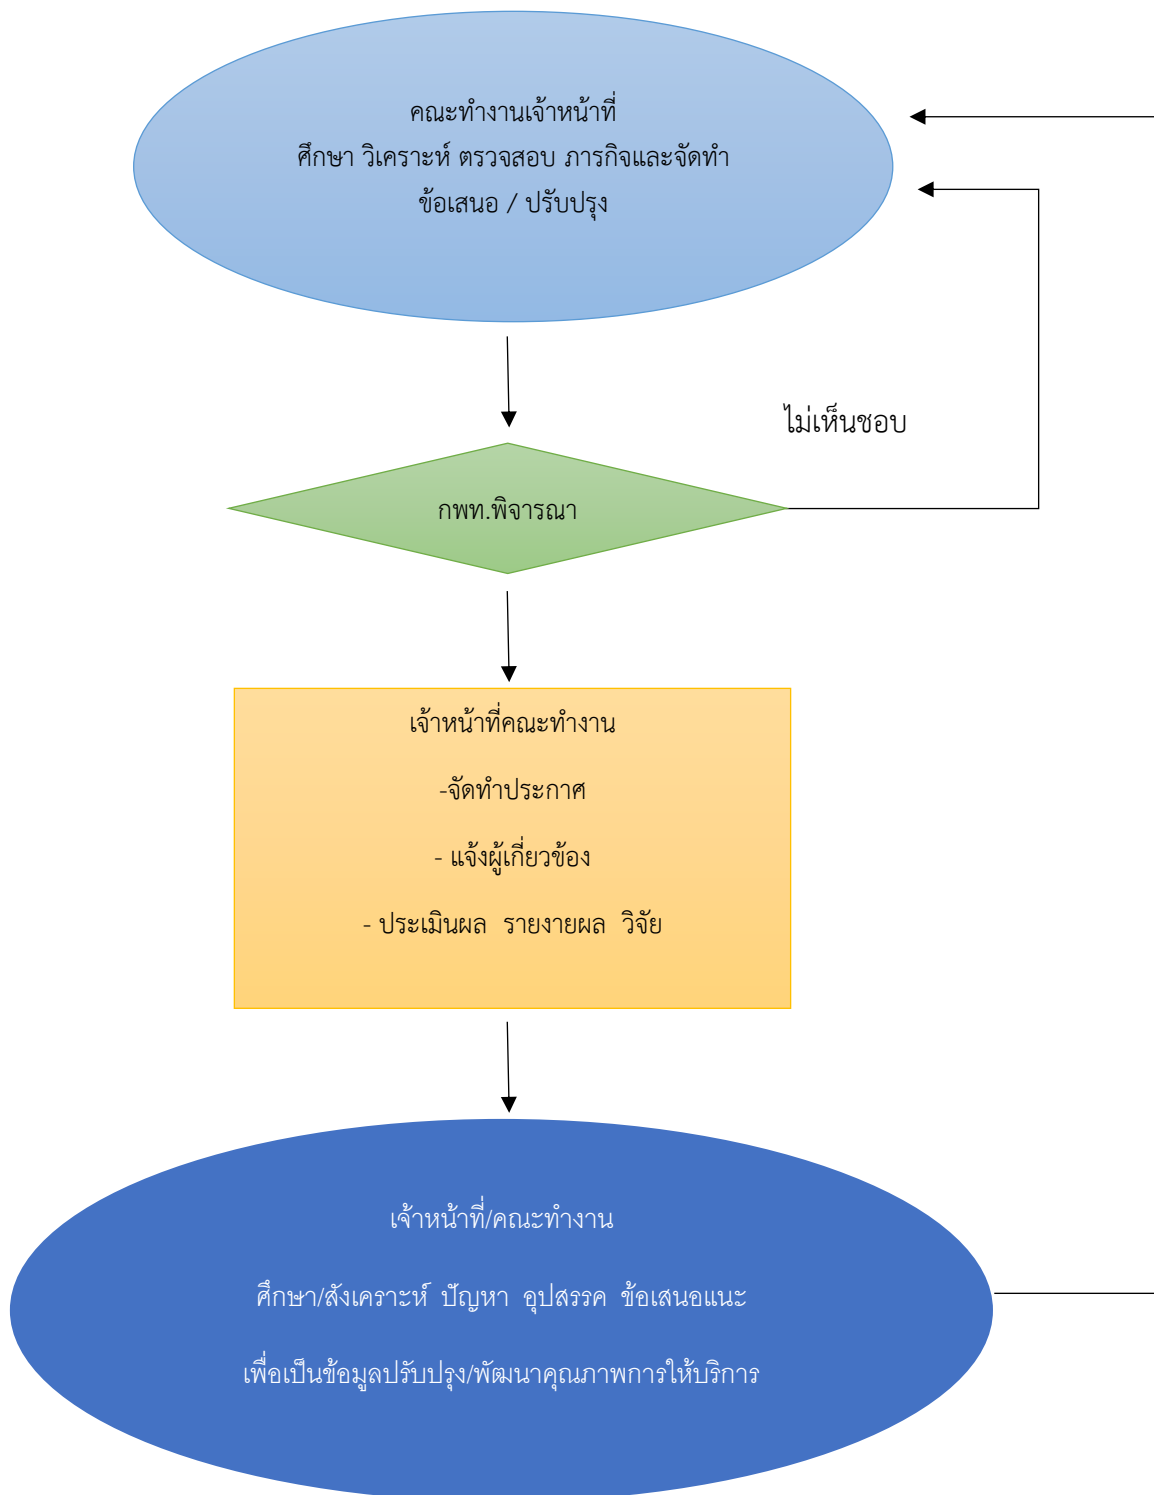 คณะทำงานเจ้าหน้าที่
ศึกษา วิเคราะห์ ตรวจสอบ ภารกิจและจัดทำ
ข้อเสนอ / ปรับปรุง
ไม่เห็นชอบ
กพท.พิจารณา
เจ้าหน้าที่คณะทำงาน
-จัดทำประกาศ
- แจ้งผู้เกี่ยวข้อง
- ประเมินผล รายงายผล วิจัย
เจ้าหน้าที่/คณะทำงาน
ศึกษา/สังเคราะห์ ปัญหา อุปสรรค ข้อเสนอแนะ
เพื่อเป็นข้อมูลปรับปรุง/พัฒนาคุณภาพการให้บริการ